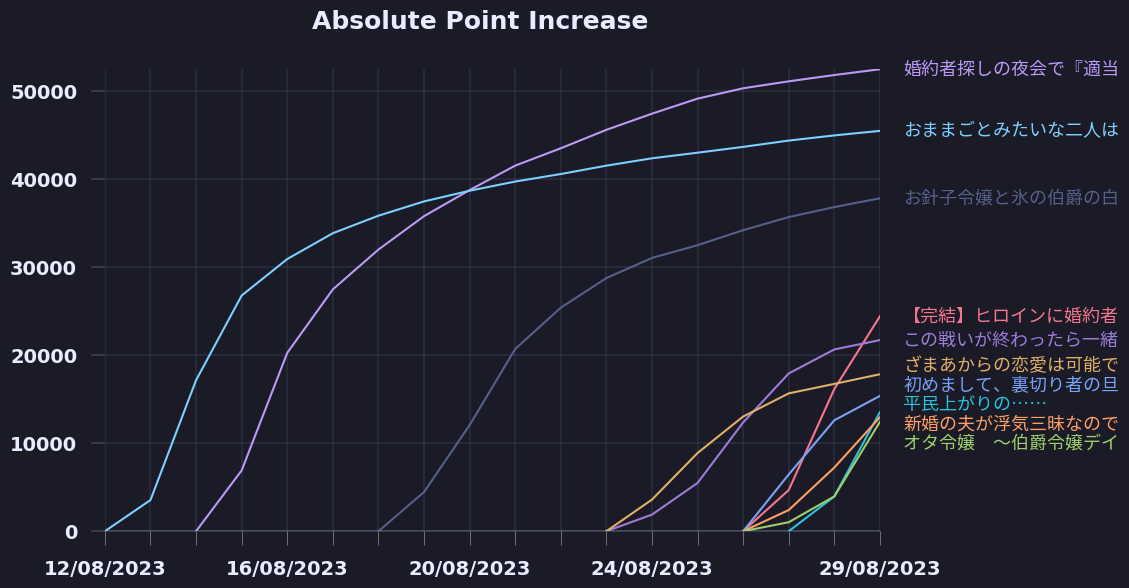 Absolute Point Increase
50000
40000
30000
20000
10000
0
12/08/2023
16/08/2023
20/08/2023
24/08/2023
29/08/2023
婚約者探しの夜会で『適当
おままごとみたいな二人は
お針子令嬢と氷の伯爵の白
【完結】ヒロインに婚約者
この戦いが終わったら一緒
ざまあからの恋愛は可能で
初めまして、裏切り者の旦
平民上がりの……
新婚の夫が浮気三昧なので
オタ令嬢　～伯爵令嬢デイ